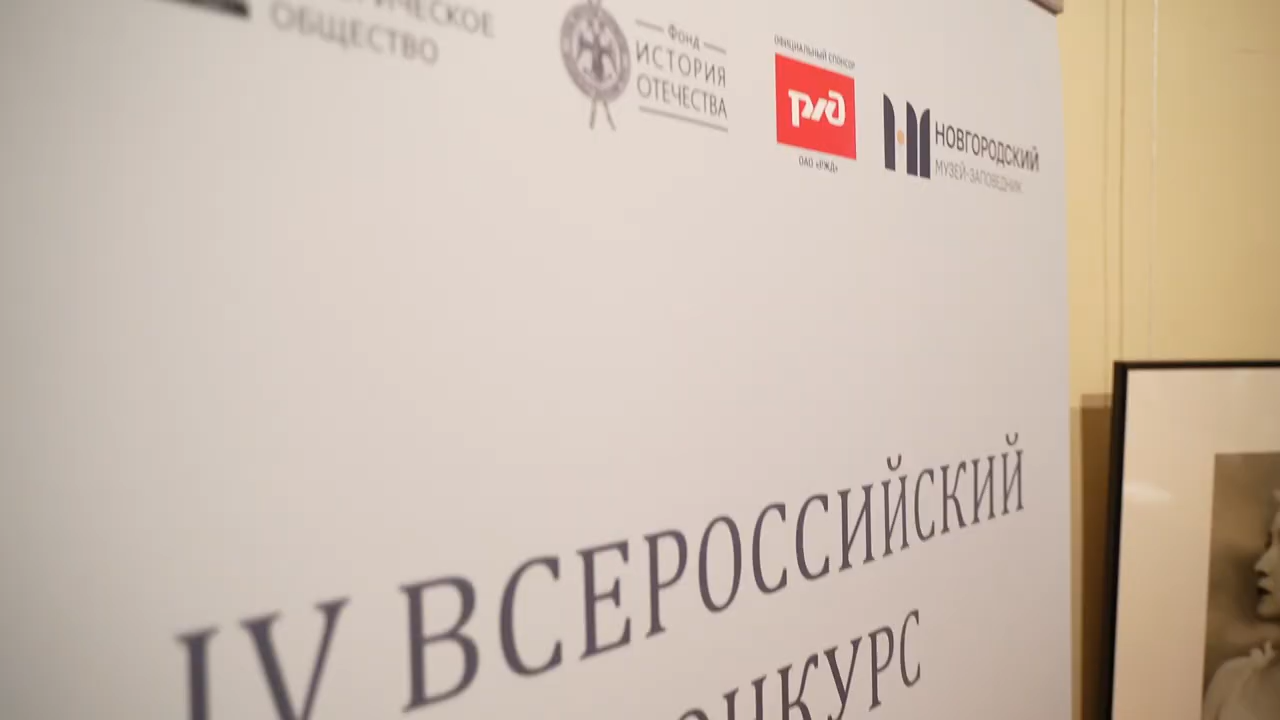 ОБЩЕСТВО
ФОНД
ИСТОРИЯ
ОТЕЧЕСТВА
ОФИЦИАЛЬНЫЙ СПОНСОР
ржд
ОАО «РЖД»
НОВГОРОДСКИЙ
МУЗЕЙ-ЗАПОВЕДНИК
IV ВСЕРОССИЙСКИЙ